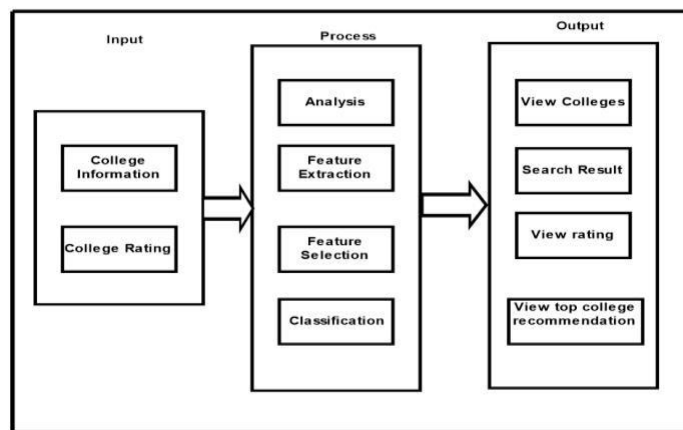 Input
College
Information
College Rating
Process
Analysis
Feature
Extraction
Feature
Selection
Classification
Output
View Colleges
Search Result
View rating
View top college
recommendation